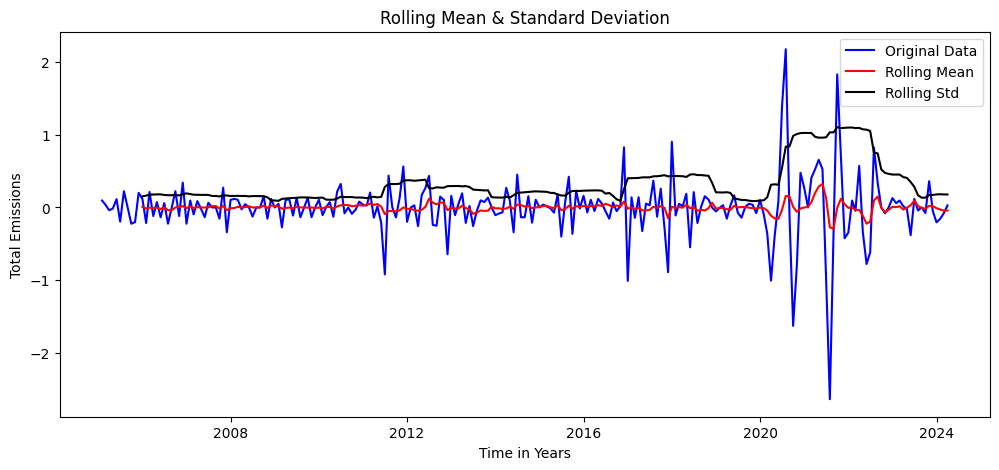 Rolling Mean & Standard Deviation
Original Data
Rolling Mean
Rolling Std
Total Emissions
2
1
0
−1
−2
2008
2012
2016
2020
2024
Time in Years